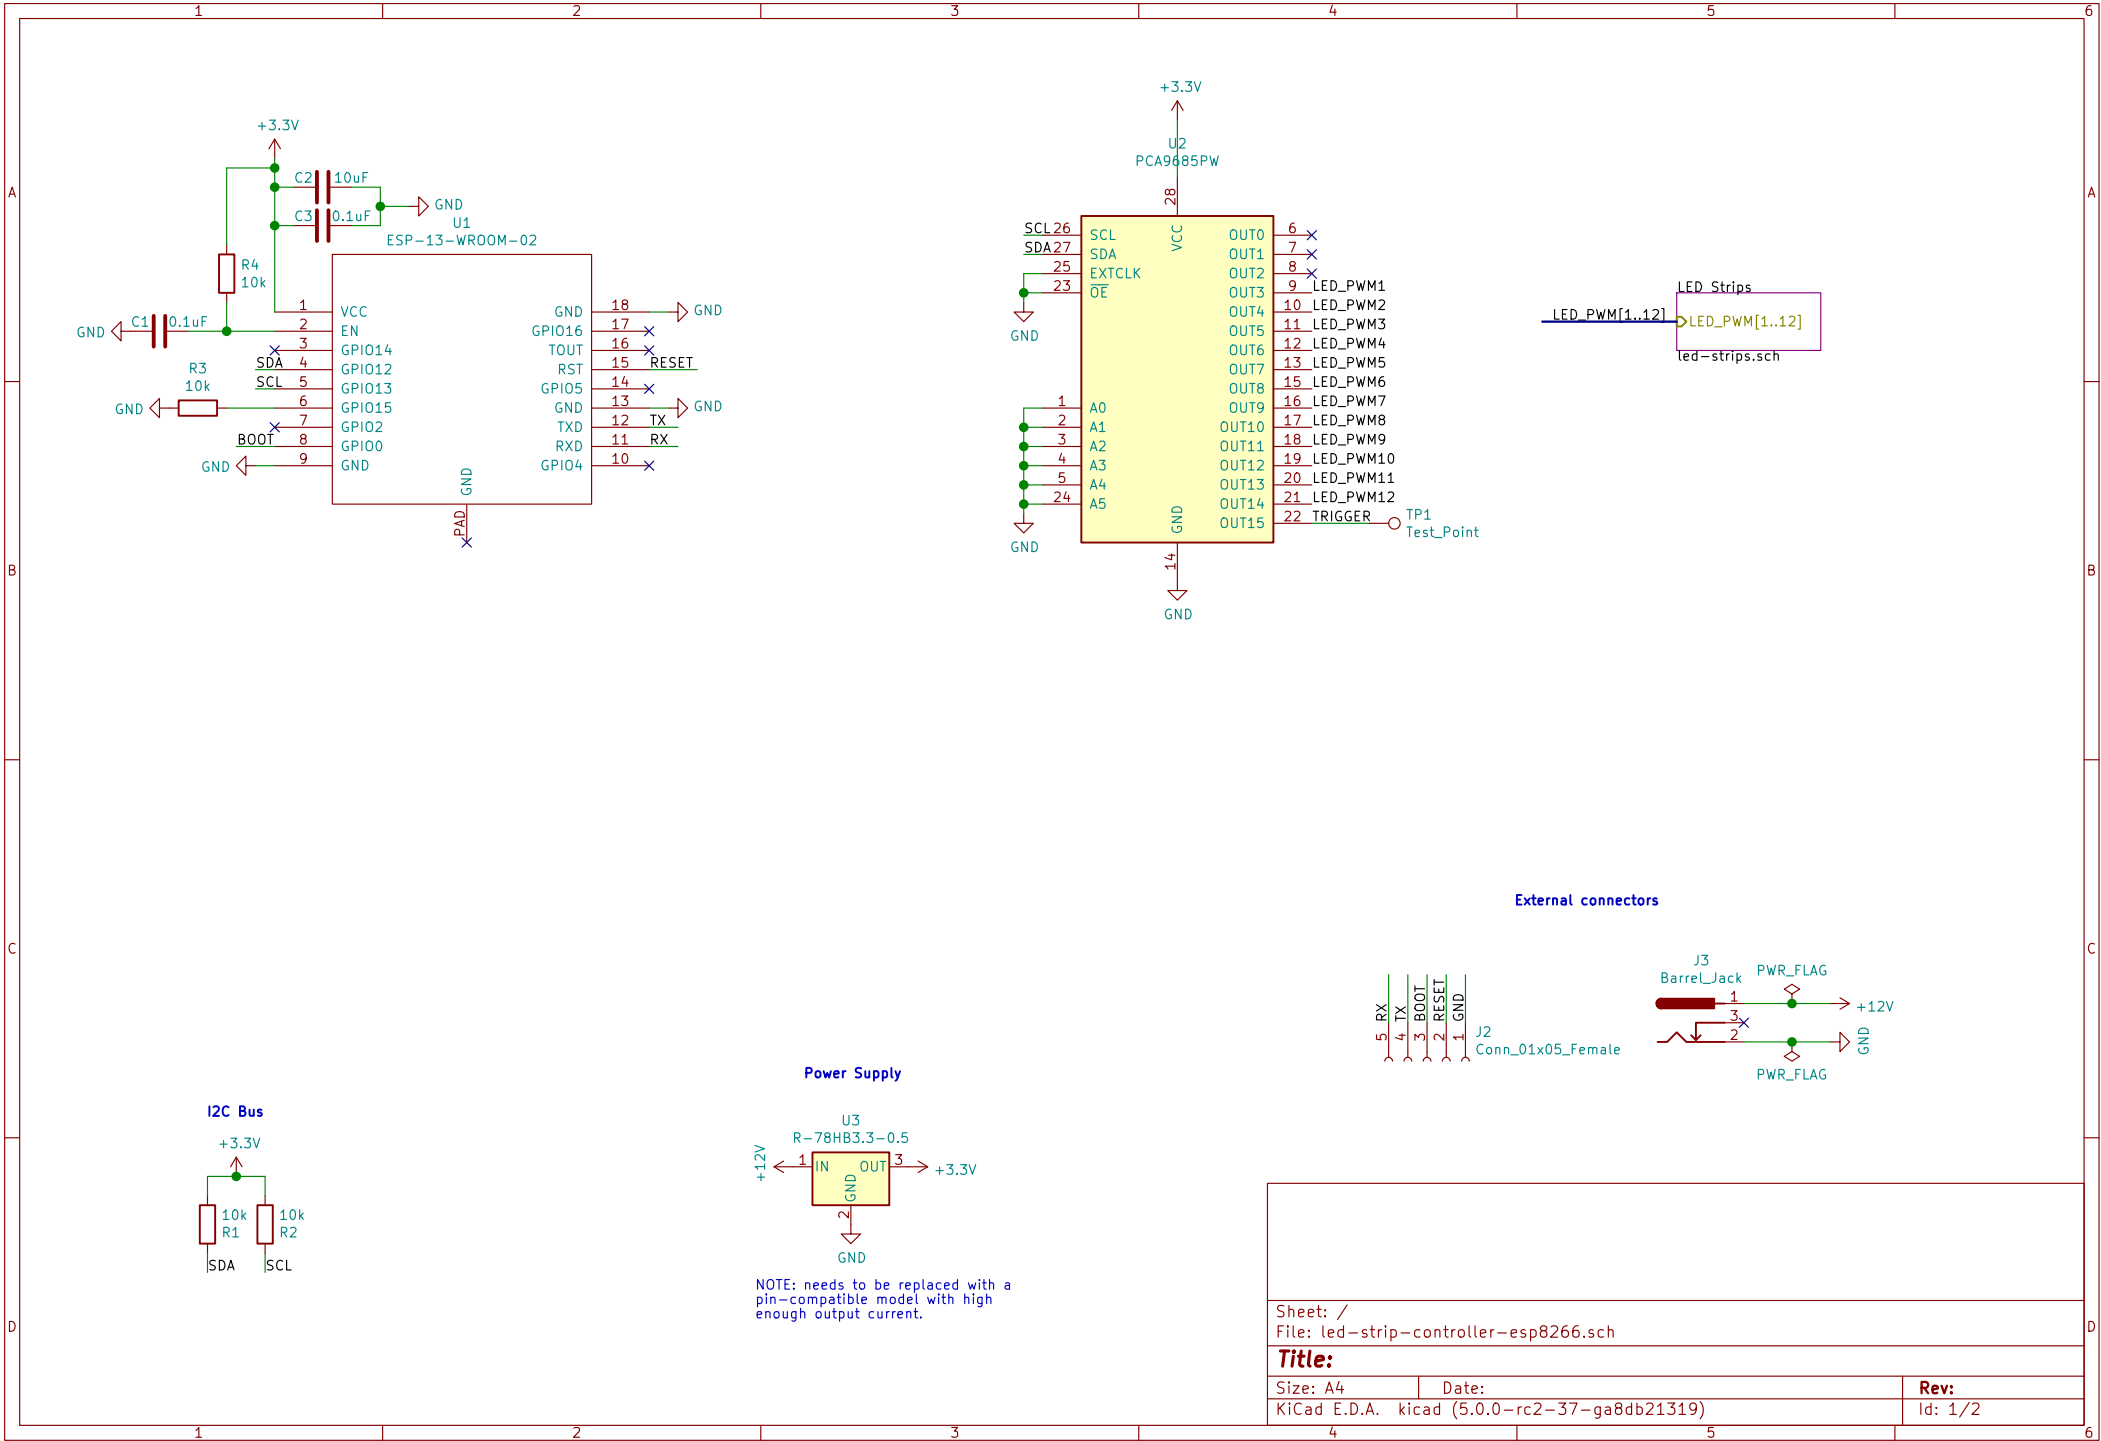 1 2 3 4 5 6
A
B
C
D
+3.3V
C2 10uF
C3 0.1uF
GND
U1
ESP-13-WROOM-02
R4
10k
GND
C1 0.1uF
R3
10k
GND
SDA
SCL
BOOT
GND
1 VCC
2 EN
3 GPIO14
4 GPIO12
5 GPIO13
6 GPIO15
7 GPIO2
8 GPIO0
9 GND
GND
PAD
GND 18 GND
GPIO16 17
TOUT 16
RST 15 RESET
GPIO5 14
GND 13 GND
TXD 12 TX
RXD 11 RX
GPIO4 10
+3.3V
U2
PCA9685PW
28
VCC
SCL 26 SCL
SDA 27 SDA
25 EXTCLK
23 OE
GND
1 A0
2 A1
3 A2
4 A3
5 A4
24 A5
GND
GND
14
GND
OUT0 6
OUT1 7
OUT2 8
OUT3 9 LED_PWM1
OUT4 10 LED_PWM2
OUT5 11 LED_PWM3
OUT6 12 LED_PWM4
OUT7 13 LED_PWM5
OUT8 15 LED_PWM6
OUT9 16 LED_PWM7
OUT10 17 LED_PWM8
OUT11 18 LED_PWM9
OUT12 19 LED_PWM10
OUT13 20 LED_PWM11
OUT14 21 LED_PWM12
OUT15 22 TRIGGER
TP1
Test_Point
LED Strips
LED_PWM[1..12] LED_PWM[1..12]
led-strips.sch
External connectors
RX TX BOOT RESET GND
5 4 3 2 1
J2
Conn_01x05_Female
J3
Barrel_Jack
PWR_FLAG
1 +12V
3
2 GND
PWR_FLAG
I2C Bus
+3.3V
10k
R1
10k
R2
SDA SCL
Power Supply
U3
R-78HB3.3-0.5
+12V 1 IN OUT 3 +3.3V
GND
2
GND
NOTE: needs to be replaced with a
pin-compatible model with high
enough output current.
Sheet: /
File: led-strip-controller-esp8266.sch
Title:
Size: A4 Date: Rev:
KiCad E.D.A. kicad (5.0.0-rc2-37-ga8db21319) Id: 1/2
A
B
C
D
1 2 3 4 5 6